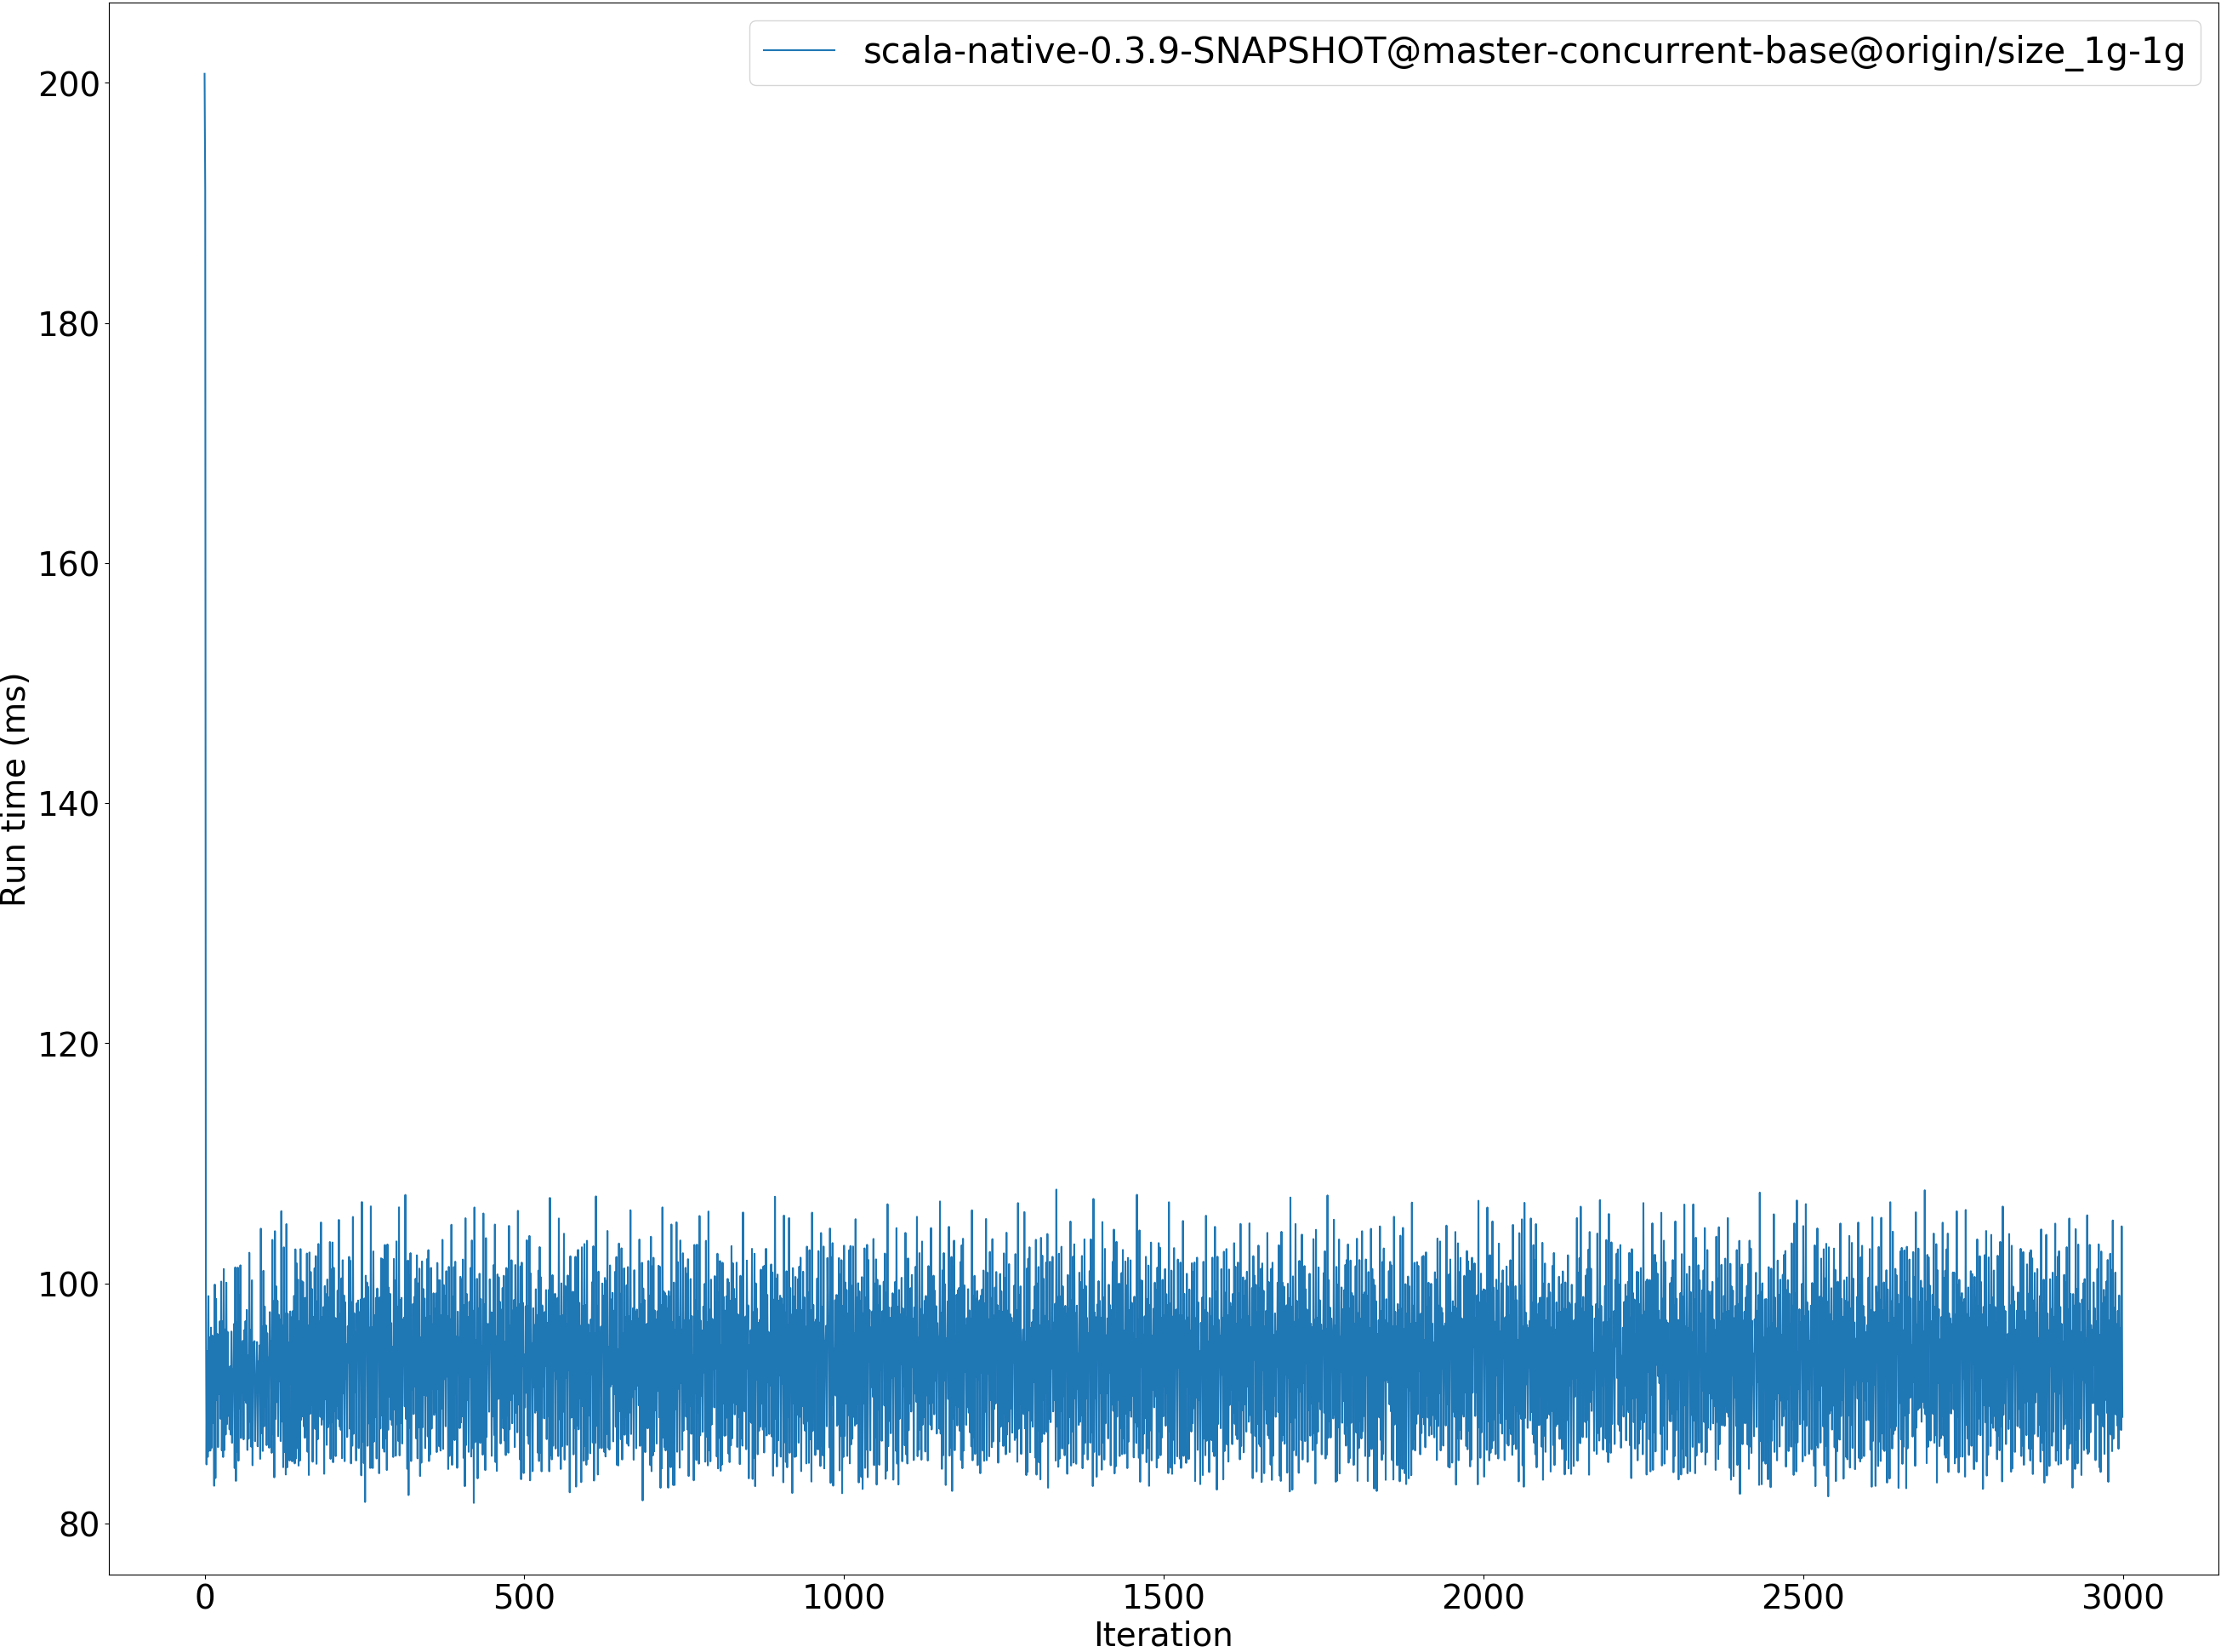 scala-native-0.3.9-SNAPSHOT@master-concurrent-base@origin/size_1g-1g
200
180
160
140
120
100
80
Run time (ms)
0 500 1000 1500 2000 2500 3000
Iteration